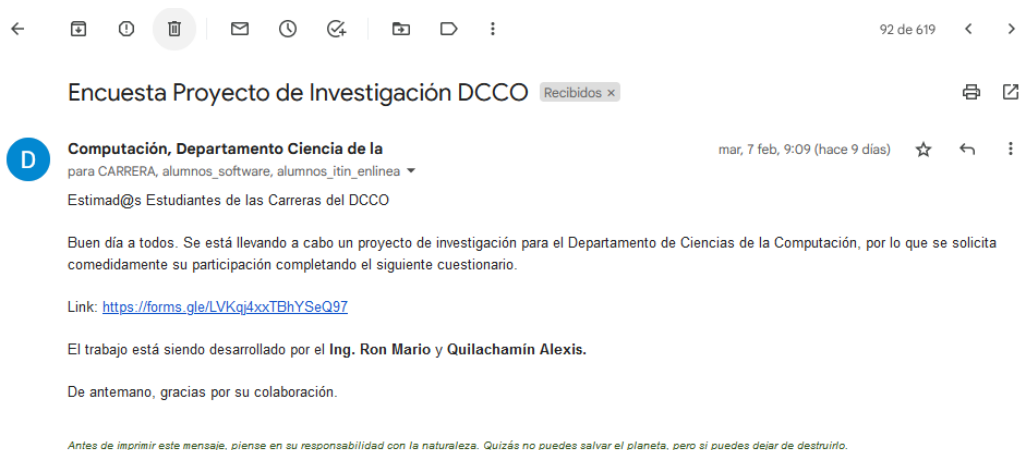 92 de 619
Encuesta Proyecto de Investigación DCCO Recibidos ×
D
Computación, Departamento Ciencia de la mar, 7 feb, 9:09 (hace 9 días)
para CARRERA, alumnos_software, alumnos_itin_enlinea
Estimad@s Estudiantes de las Carreras del DCCO
Buen día a todos. Se está llevando a cabo un proyecto de investigación para el Departamento de Ciencias de la Computación, por lo que se solicita
comedidamente su participación completando el siguiente cuestionario.
Link: https://forms.gle/LVKqj4xxTBhYSeQ97
El trabajo está siendo desarrollado por el Ing. Ron Mario y Quilachamín Alexis.
De antemano, gracias por su colaboración.
Antes de imprimir este mensaje, piense en su responsabilidad con la naturaleza. Quizás no puedes salvar el planeta, pero si puedes dejar de destruirlo.